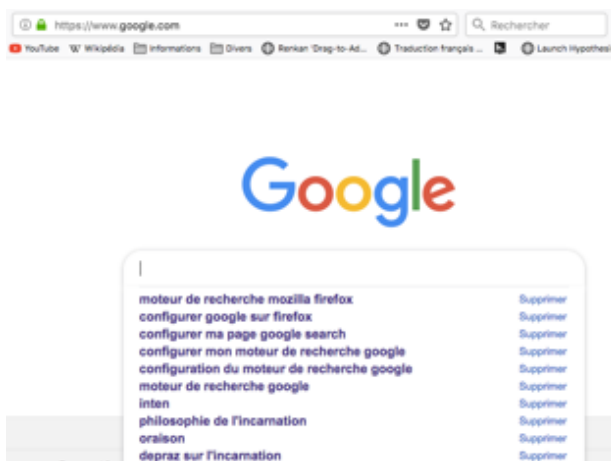 https://www.google.com
Rechercher
YouTube W Wikipédia Informations Divers Renkan 'Drag-to-Ad... Traduction français ... Launch Hypothesi
Google
moteur de recherche mozilla firefox Supprimer
configurer google sur firefox Supprimer
configurer ma page google search Supprimer
configurer mon moteur de recherche google Supprimer
configuration du moteur de recherche google Supprimer
moteur de recherche google Supprimer
inten Supprimer
philosophie de l'incarnation Supprimer
oraison Supprimer
depraz sur l'incarnation Supprimer